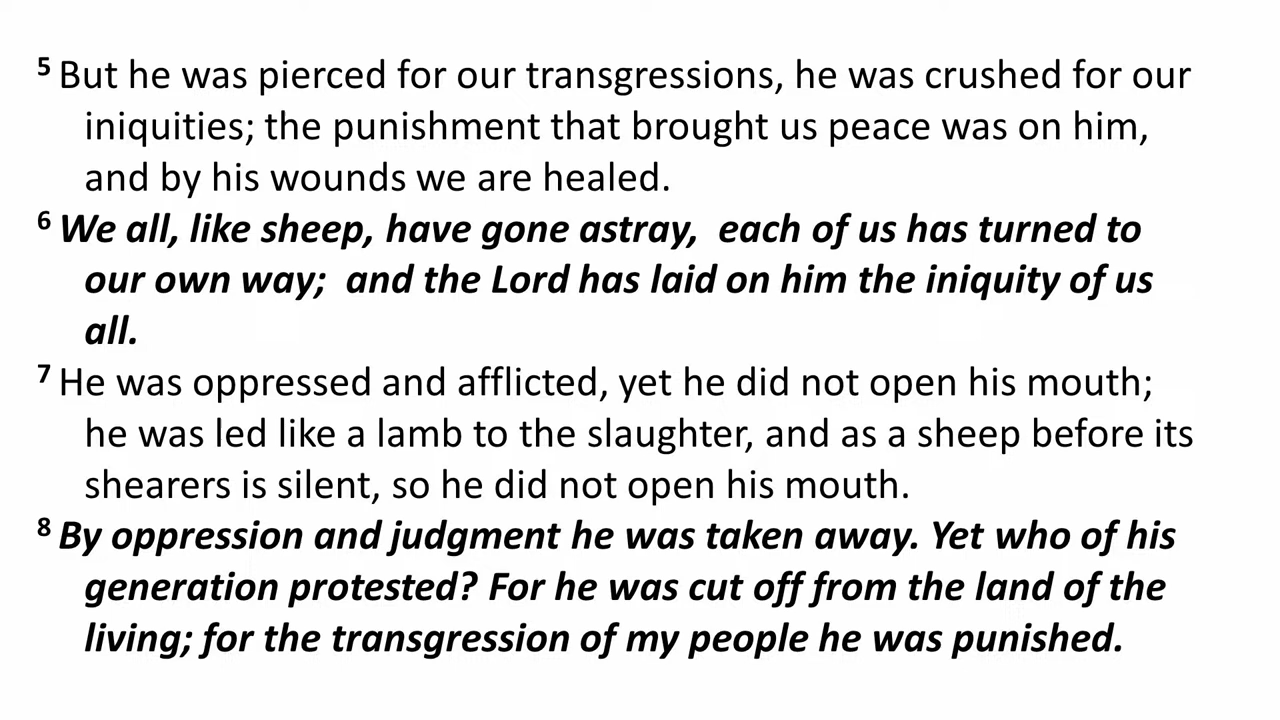 5 But he was pierced for our transgressions, he was crushed for our
iniquities; the punishment that brought us peace was on him,
and by his wounds we are healed.
6 We all, like sheep, have gone astray,  each of us has turned to
our own way;  and the Lord has laid on him the iniquity of us
all.
7 He was oppressed and afflicted, yet he did not open his mouth;
he was led like a lamb to the slaughter, and as a sheep before its
shearers is silent, so he did not open his mouth.
8 By oppression and judgment he was taken away. Yet who of his
generation protested? For he was cut off from the land of the
living; for the transgression of my people he was punished.